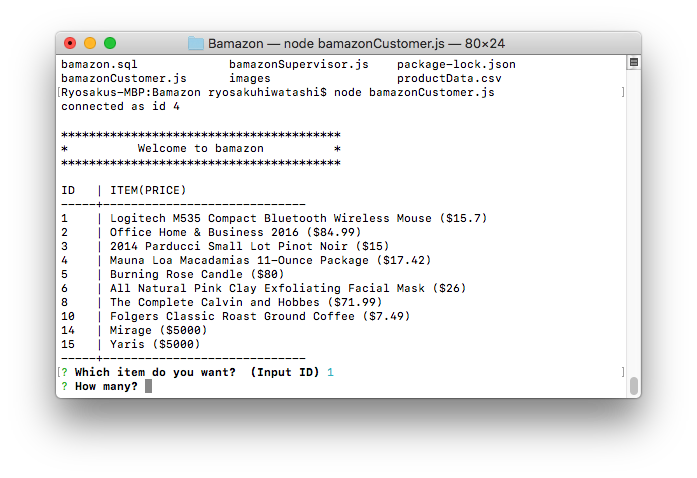 Bamazon — node bamazonCustomer.js — 80×24
bamazon.sql bamazonSupervisor.js package-lock.json
bamazonCustomer.js images productData.csv
[Ryosakus-MBP:Bamazon ryosakuhiwatashi$ node bamazonCustomer.js ]
connected as id 4
****************************************
* Welcome to bamazon *
****************************************
ID | ITEM(PRICE)
-----+-----------------------------
1 | Logitech M535 Compact Bluetooth Wireless Mouse ($15.7)
2 | Office Home & Business 2016 ($84.99)
3 | 2014 Parducci Small Lot Pinot Noir ($15)
4 | Mauna Loa Macadamias 11-Ounce Package ($17.42)
5 | Burning Rose Candle ($80)
6 | All Natural Pink Clay Exfoliating Facial Mask ($26)
8 | The Complete Calvin and Hobbes ($71.99)
10 | Folgers Classic Roast Ground Coffee ($7.49)
14 | Mirage ($5000)
15 | Yaris ($5000)
-----+-----------------------------
[? Which item do you want? (Input ID) 1 ]
? How many?